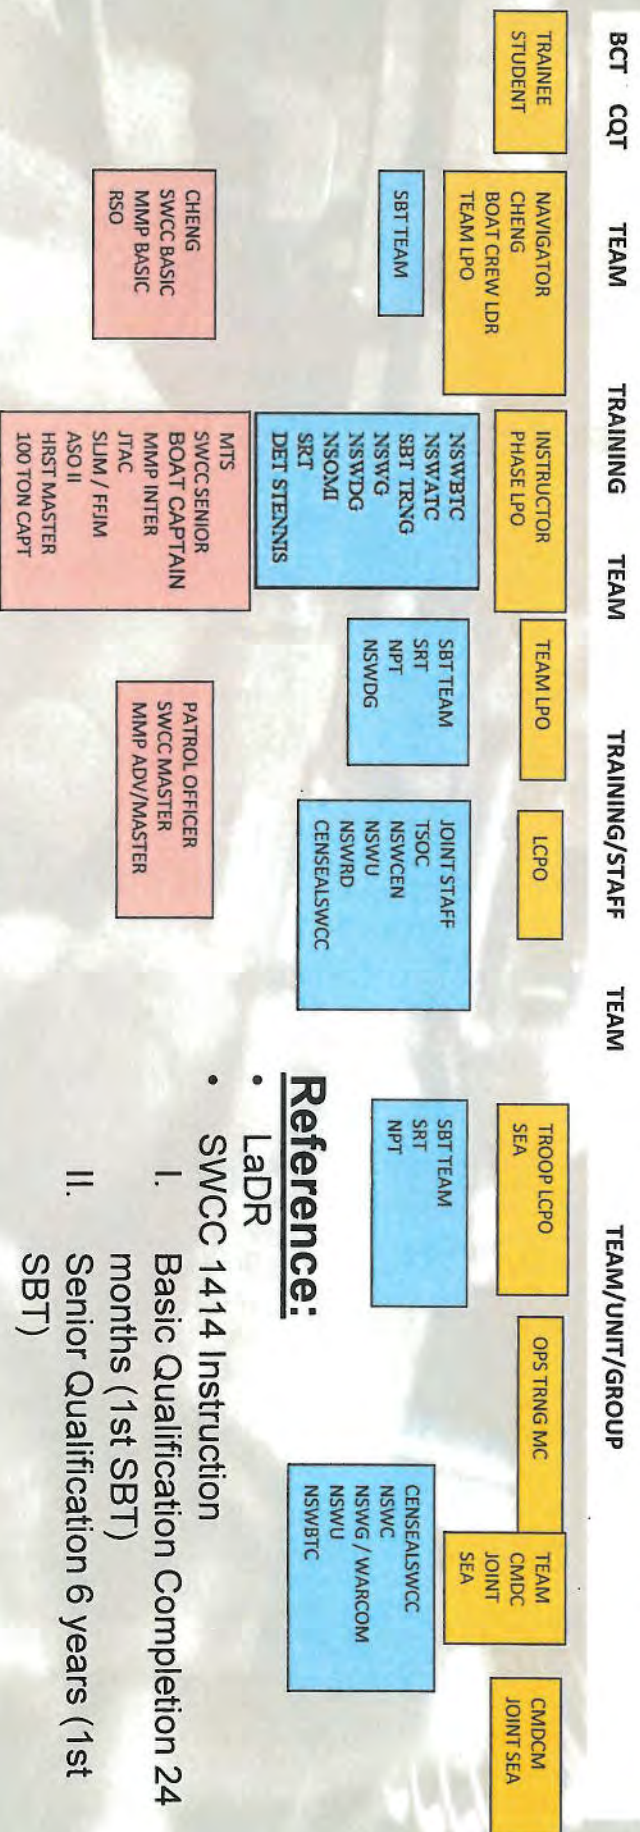 BCT CQT TEAM TRAINING TEAM TRAINING/STAFF TEAM TEAM/UNIT/GROUP
TRAINEE
STUDENT
NAVIGATOR
CHENG
BOAT CREW LDR
TEAM LPO
INSTRUCTOR
PHASE LPO
TEAM LPO
LCPO
TROOP LCPO
SEA
OPS TRNG MC
TEAM
CMDC
JOINT
SEA
CMDCM
JOINT SEA
SBT TEAM
NSWBTC
NSWATC
SBT TRNG
NSWG
NSWDG
NSOMI
SRT
DET STENNIS
SBT TEAM
SRT
NPT
NSWDG
JOINT STAFF
TSOC
NSWCEN
NSWU
NSWRD
CENSEALSWCC
SBT TEAM
SRT
NPT
CENSEALSWCC
NSWC
NSWG / WARCOM
NSWU
NSWBTC
CHENG
SWCC BASIC
MMP BASIC
RSO
MTS
SWCC SENIOR
BOAT CAPTAIN
MMP INTER
JTAC
SLJM / FFJM
ASO II
HRST MASTER
100 TON CAPT
PATROL OFFICER
SWCC MASTER
MMP ADV/MASTER
Reference:
• LaDR
• SWCC 1414 Instruction
I. Basic Qualification Completion 24
months (1st SBT)
II. Senior Qualification 6 years (1st
SBT)